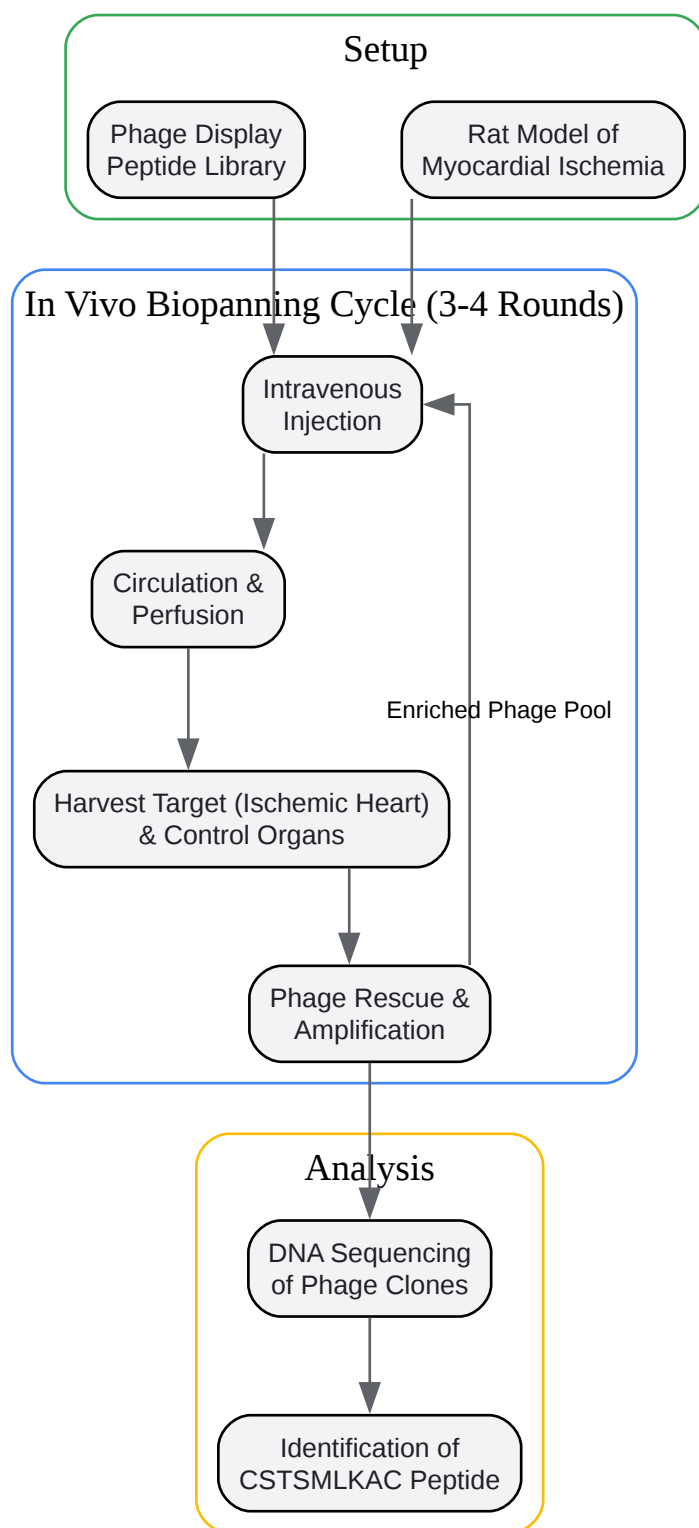 Setup
Phage Display
Peptide Library
Rat Model of
Myocardial Ischemia
In Vivo Biopanning Cycle (3-4 Rounds)
Intravenous
Injection
Circulation &
Perfusion
Enriched Phage Pool
Harvest Target (Ischemic Heart)
& Control Organs
Phage Rescue &
Amplification
Analysis
DNA Sequencing
of Phage Clones
Identification of
CSTSMLKAC Peptide